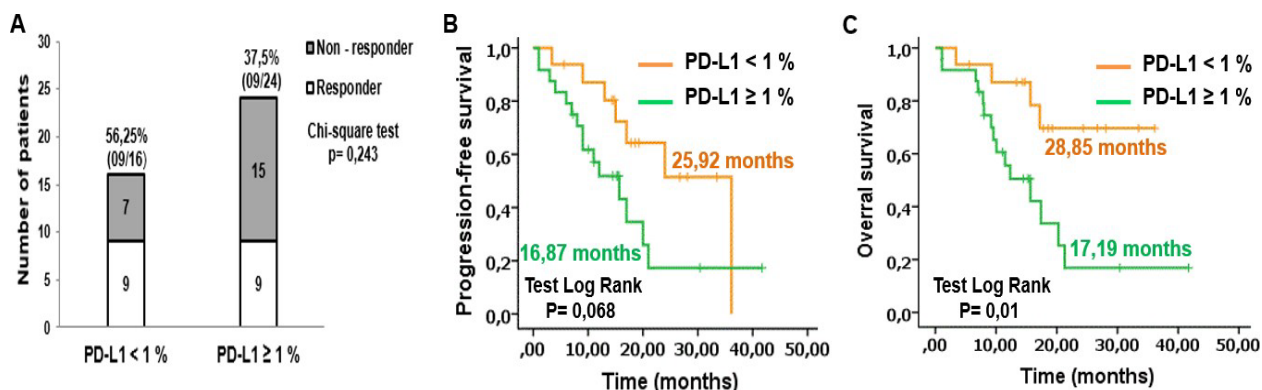 A
Number of patients
30
25
20
15
10
5
0
56,25%
(09/16)
7
9
37,5%
(09/24)
15
9
PD-L1 < 1 %
PD-L1 ≥ 1 %
Non - responder
Responder
Chi-square test
p= 0,243
B
Progression-free survival
1,0
0,8
0,6
0,4
0,2
0,0
PD-L1 < 1 %
PD-L1 ≥ 1 %
25,92 months
16,87 months
Test Log Rank
P= 0,068
,00 10,00 20,00 30,00 40,00 50,00
Time (months)
C
Overral survival
1,0
0,8
0,6
0,4
0,2
0,0
PD-L1 < 1 %
PD-L1 ≥ 1 %
28,85 months
17,19 months
Test Log Rank
P= 0,01
,00 10,00 20,00 30,00 40,00 50,00
Time (months)